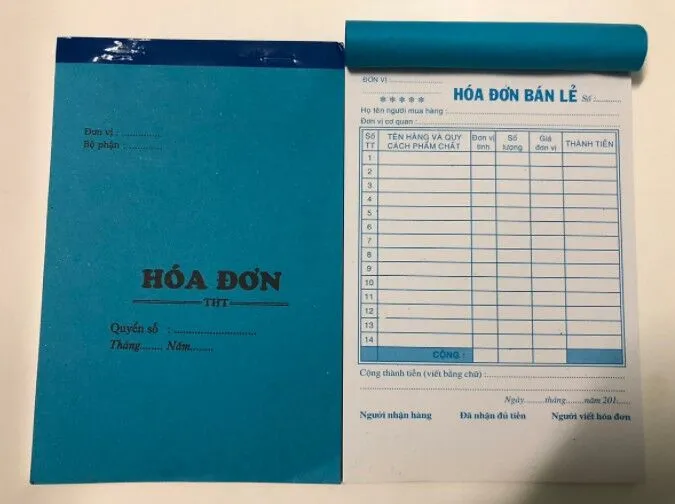 Đơn vị : ............
Bộ phận : ............
HÓA ĐƠN
THT
Quyển số : ........................
Tháng........ Năm........
ĐƠN VỊ ....................
*****
HÓA ĐƠN BÁN LẺ Số :.........
Họ tên người mua hàng : ........................
Đơn vị cơ quan : ........................
Số TT TÊN HÀNG VÀ QUY CÁCH PHẨM CHẤT Đơn vị tính Số lượng Giá đơn vị THÀNH TIỀN
1
2
3
4
5
6
7
8
9
10
11
12
13
14
CỘNG :
Cộng thành tiền (viết bằng chữ) :........................
Ngày.......tháng.........năm 201.....
Người nhận hàng Đã nhận đủ tiền Người viết hóa đơn